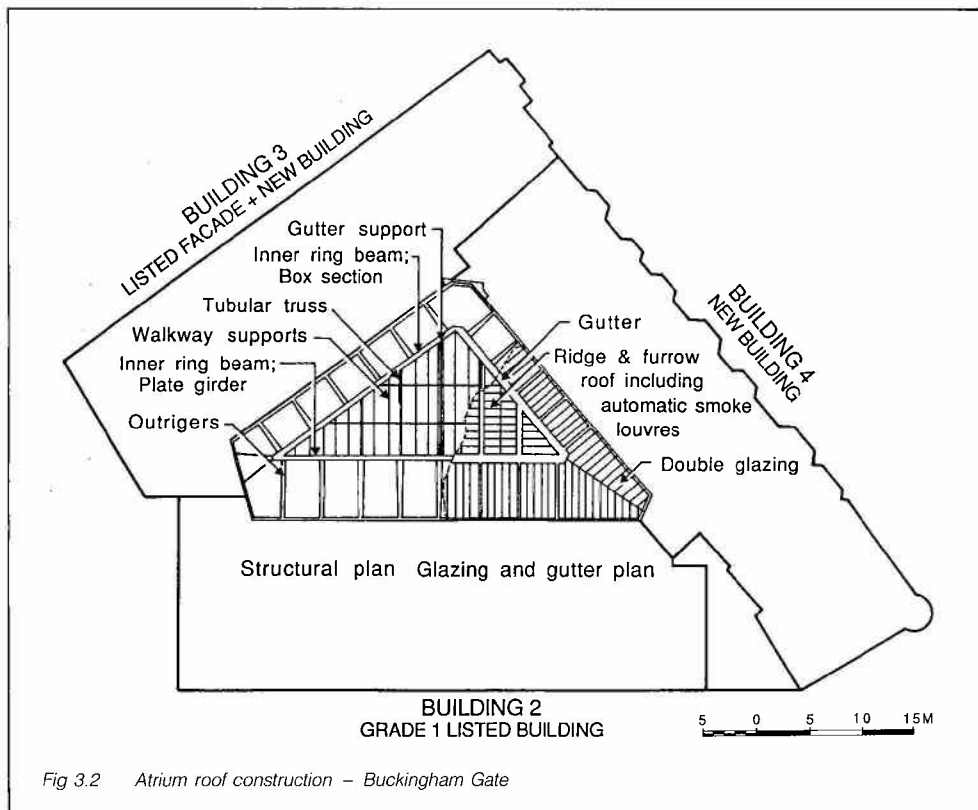 BUILDING 3
LISTED FACADE + NEW BUILDING
Gutter support
Inner ring beam;
Box section
Tubular truss
Walkway supports
Inner ring beam;
Plate girder
Outrigers
Gutter
Ridge & furrow
roof including
automatic smoke
louvres
Double glazing
BUILDING 4
NEW BUILDING
Structural plan Glazing and gutter plan
BUILDING 2
GRADE 1 LISTED BUILDING
5 0 5 10 15M
Fig 3.2 Atrium roof construction – Buckingham Gate